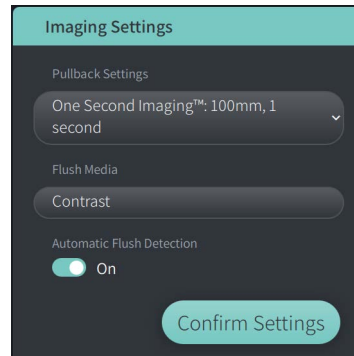 Imaging Settings
Pullback Settings
One Second Imaging™: 100mm, 1
second
Flush Media
Contrast
Automatic Flush Detection
On
Confirm Settings